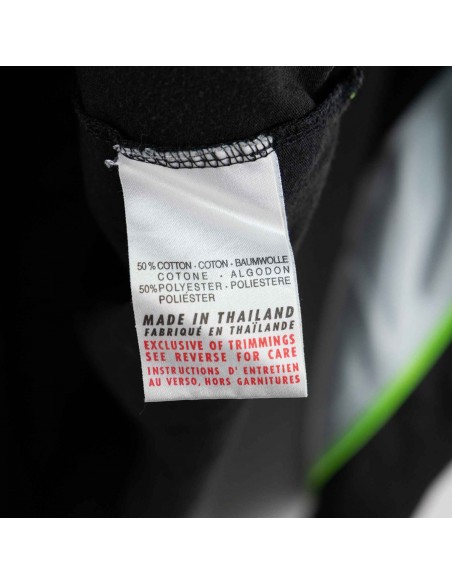 50% COTTON - COTON - BAUMWOLLE
COTONE - ALGODON
50% POLYESTER - POLIESTERE
POLIÉSTER
MADE IN THAILAND
FABRIQUÉ EN THAÏLANDE
EXCLUSIVE OF TRIMMINGS
SEE REVERSE FOR CARE
INSTRUCTIONS D' ENTRETIEN
AU VERSO, HORS GARNITURES